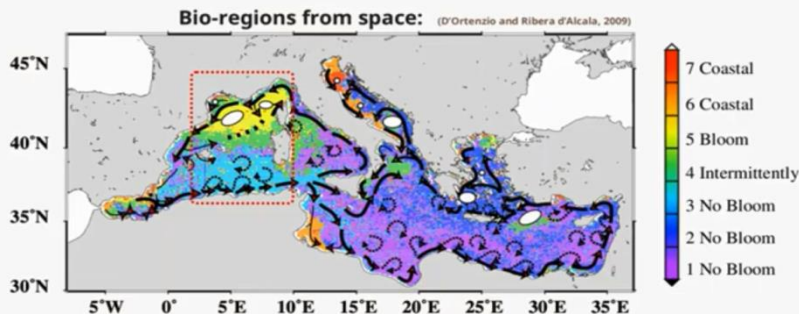 Bio-regions from space: (D'Ortenzio and Ribera d'Alcala, 2009)
45°N
40°N
35°N
30°N
5°W 0° 5°E 10°E 15°E 20°E 25°E 30°E 35°E
7 Coastal
6 Coastal
5 Bloom
4 Intermittently
3 No Bloom
2 No Bloom
1 No Bloom